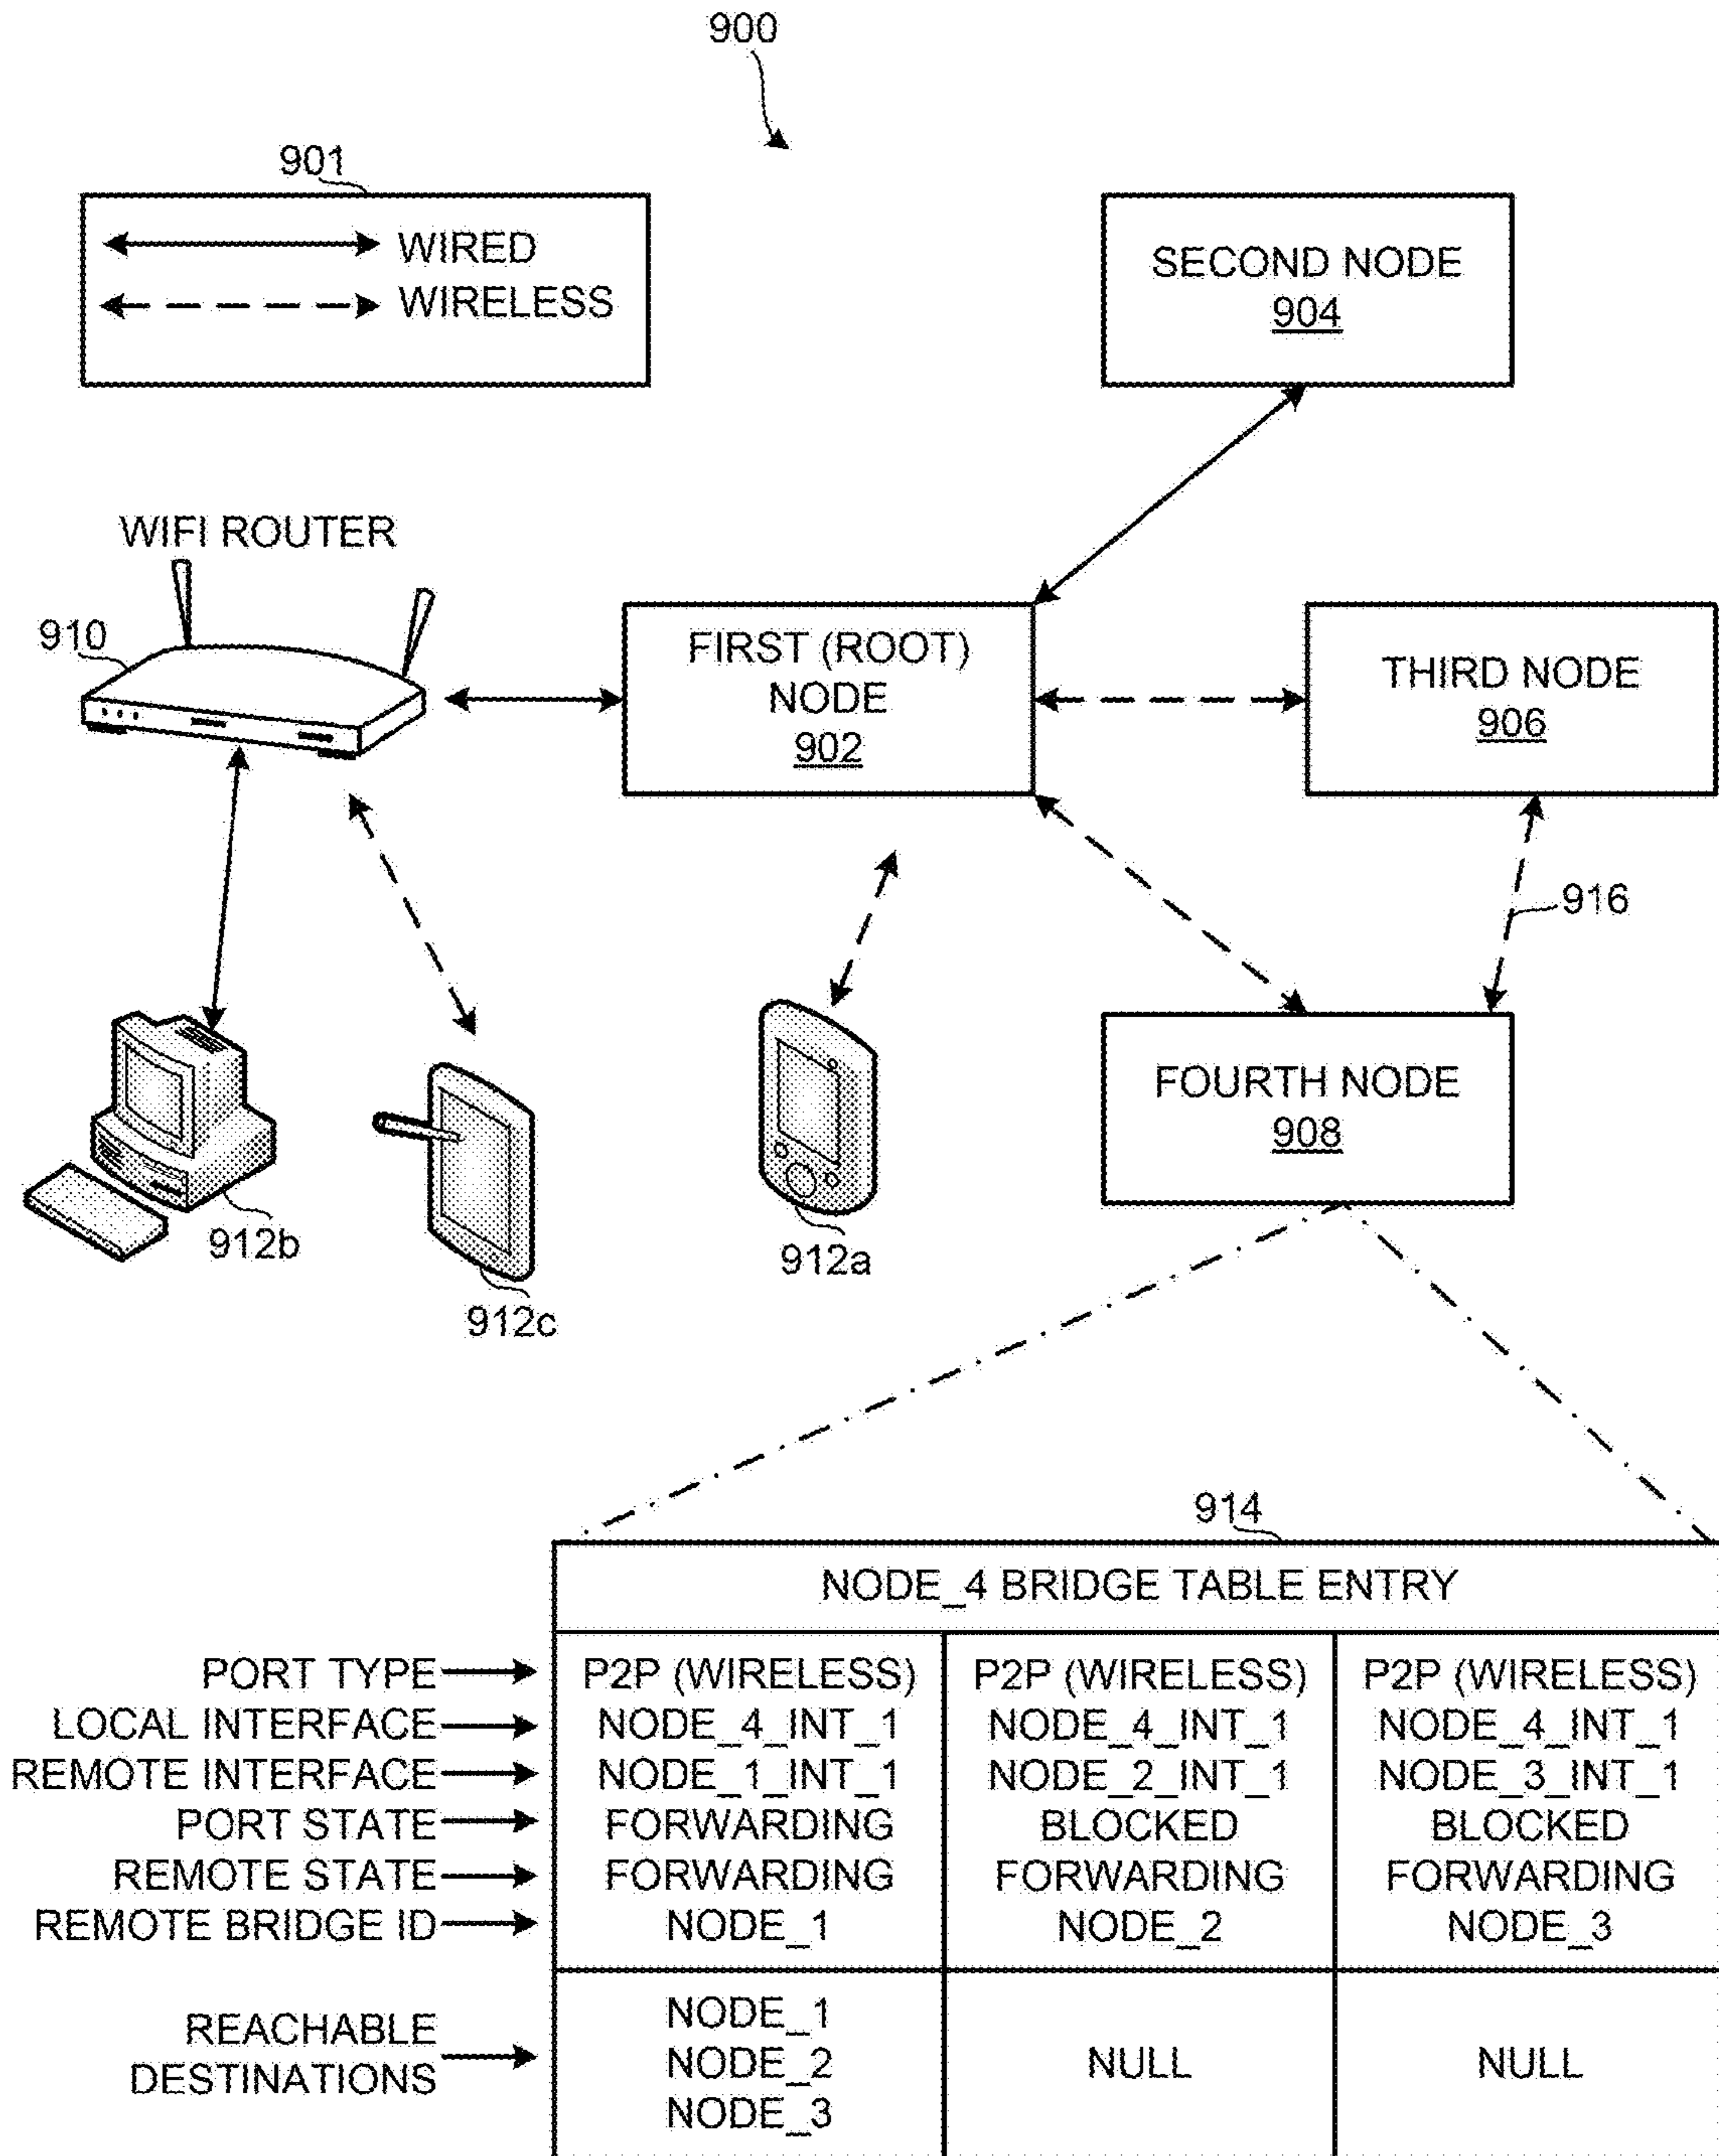 900
901
WIRED
WIRELESS
SECOND NODE
904
WIFI ROUTER
910
FIRST (ROOT)
NODE
902
THIRD NODE
906
916
FOURTH NODE
908
912b
912c
912a
914
NODE_4 BRIDGE TABLE ENTRY
PORT TYPE P2P (WIRELESS) P2P (WIRELESS) P2P (WIRELESS)
LOCAL INTERFACE NODE_4_INT_1 NODE_4_INT_1 NODE_4_INT_1
REMOTE INTERFACE NODE_1_INT_1 NODE_2_INT_1 NODE_3_INT_1
PORT STATE FORWARDING BLOCKED BLOCKED
REMOTE STATE FORWARDING FORWARDING FORWARDING
REMOTE BRIDGE ID NODE_1 NODE_2 NODE_3
REACHABLE
DESTINATIONS
NODE_1
NODE_2
NODE_3
NULL
NULL